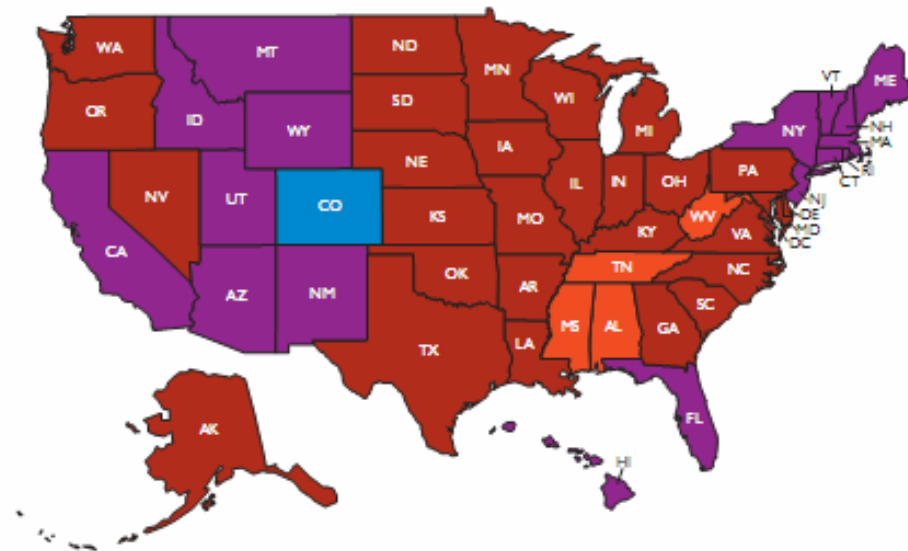 WA
MT
ND
MN
VT
ME
OR
ID
SD
WI
NY
NH
MA
WY
MI
RI
CT
NE
IA
PA
NV
UT
CO
IL
IN
OH
NJ
DE
MD
DC
CA
KS
MO
WV
VA
KY
AZ
NM
OK
TN
NC
AR
SC
MS
AL
GA
TX
LA
AK
FL
HI